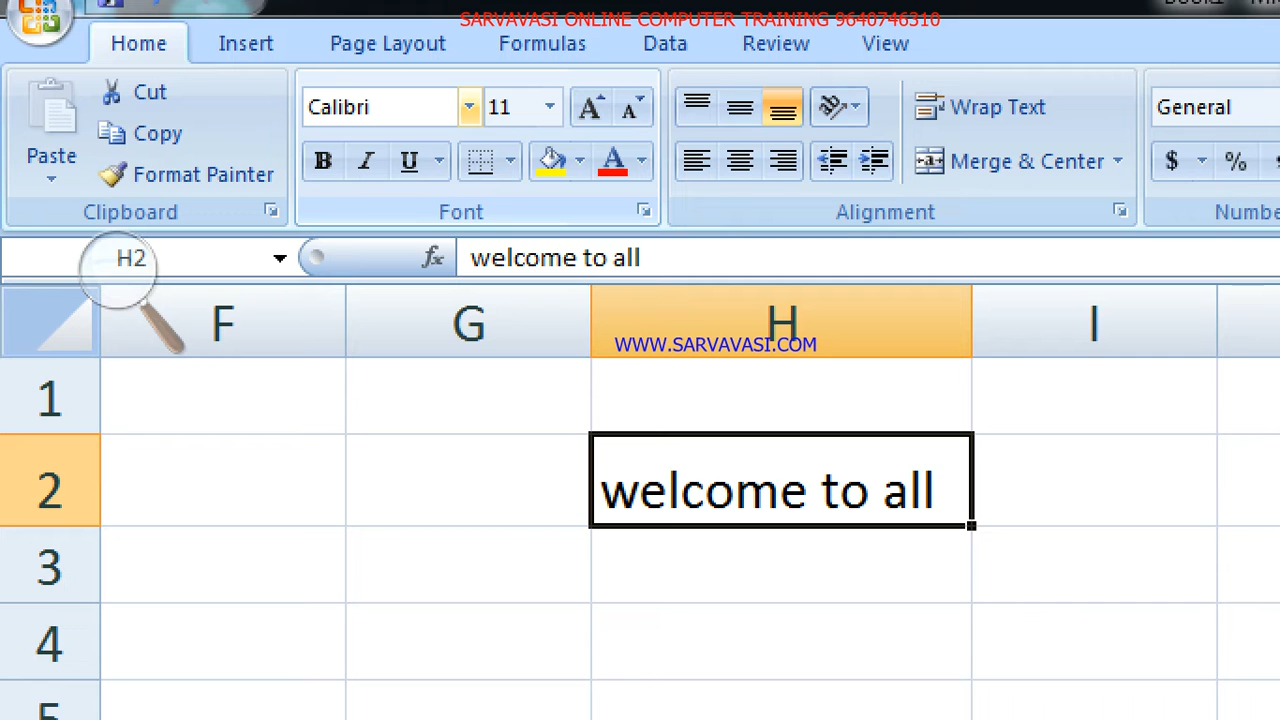 SARVAVASI ONLINE COMPUTER TRAINING 9640746310
Home Insert Page Layout Formulas Data Review View
Cut
Calibri 11 A A Wrap Text General
Copy
Paste
B I U A Merge & Center $ %
Format Painter
Clipboard Font Alignment
H2 fx welcome to all
F G H I
WWW.SARVAVASI.COM
1
2 welcome to all
3
4
5